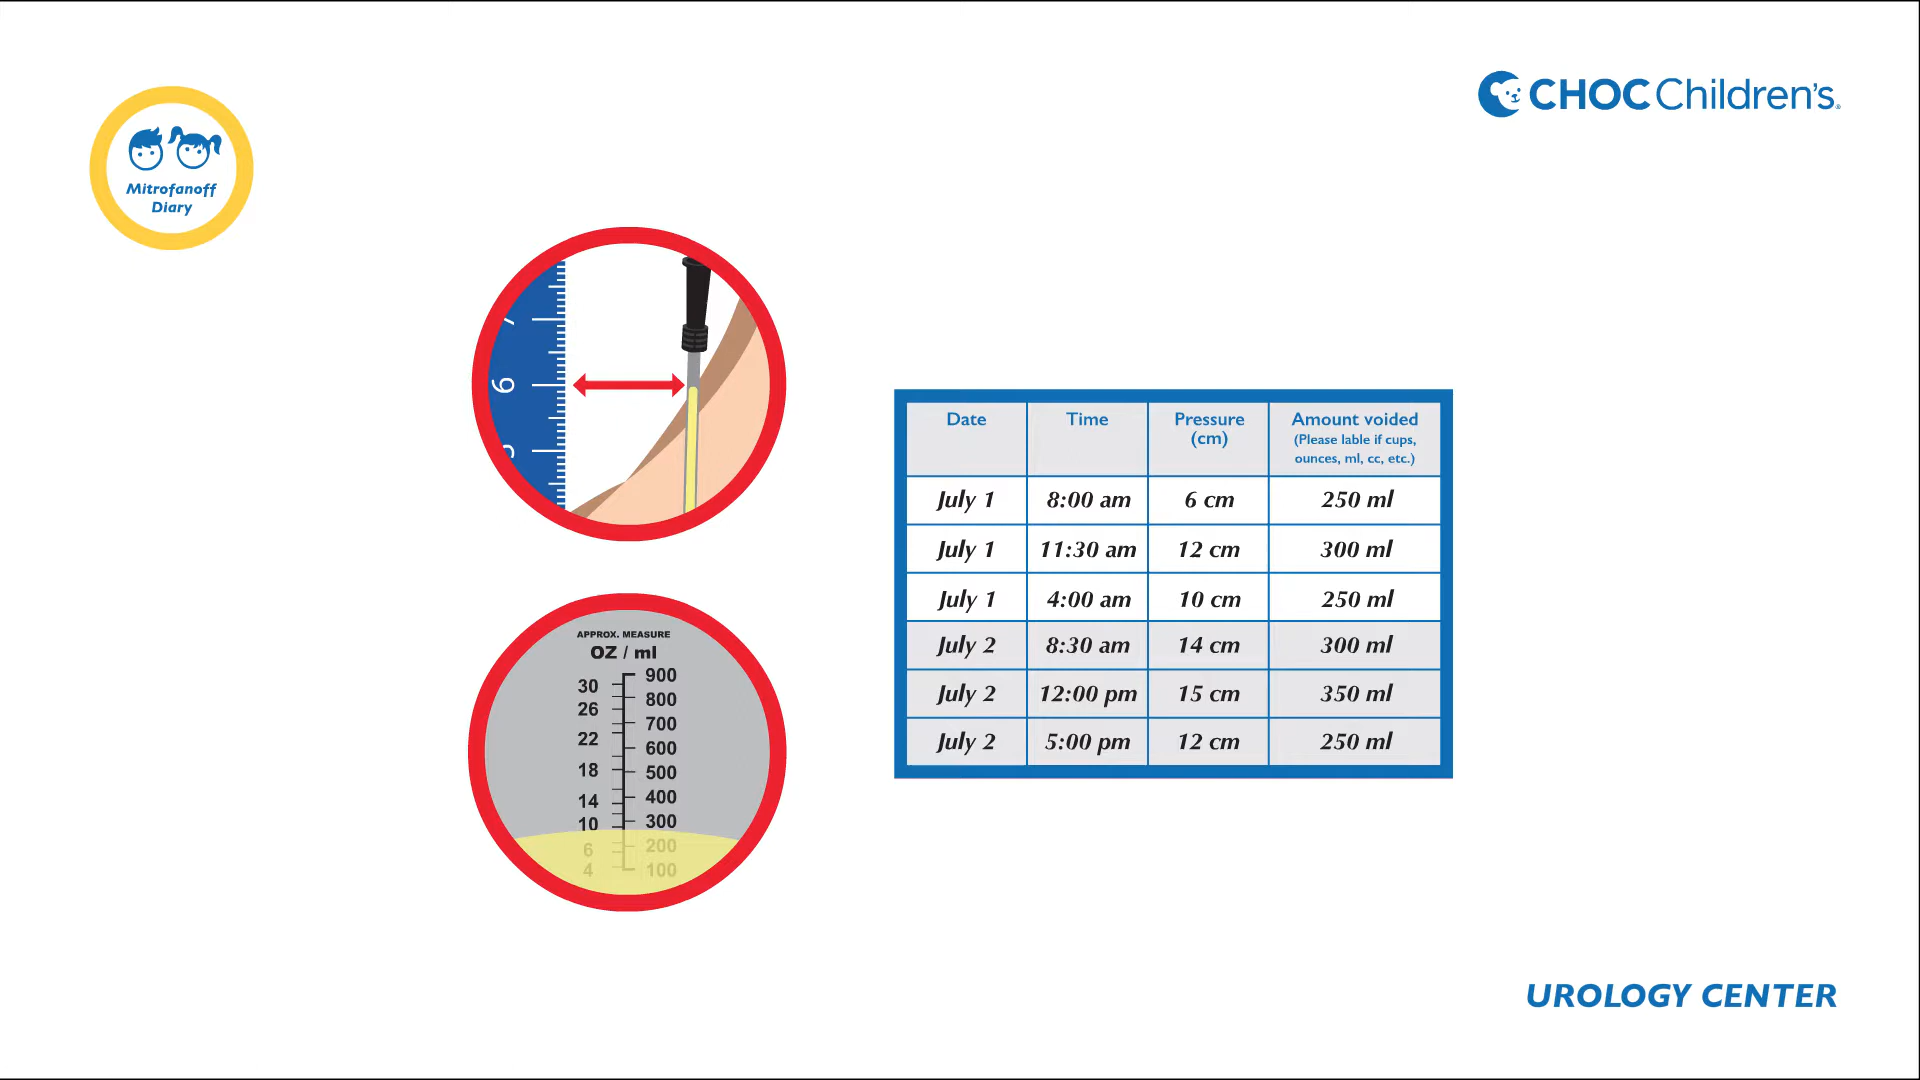 CHOC Children's®
Mitrofanoff
Diary
7
6
5
APPROX. MEASURE
OZ / ml
900
30
800
26
700
22
600
18
500
14
400
10
300
6
200
4
100
Date Time Pressure (cm) Amount voided
(Please lable if cups,
ounces, ml, cc, etc.)
July 1 8:00 am 6 cm 250 ml
July 1 11:30 am 12 cm 300 ml
July 1 4:00 am 10 cm 250 ml
July 2 8:30 am 14 cm 300 ml
July 2 12:00 pm 15 cm 350 ml
July 2 5:00 pm 12 cm 250 ml
UROLOGY CENTER